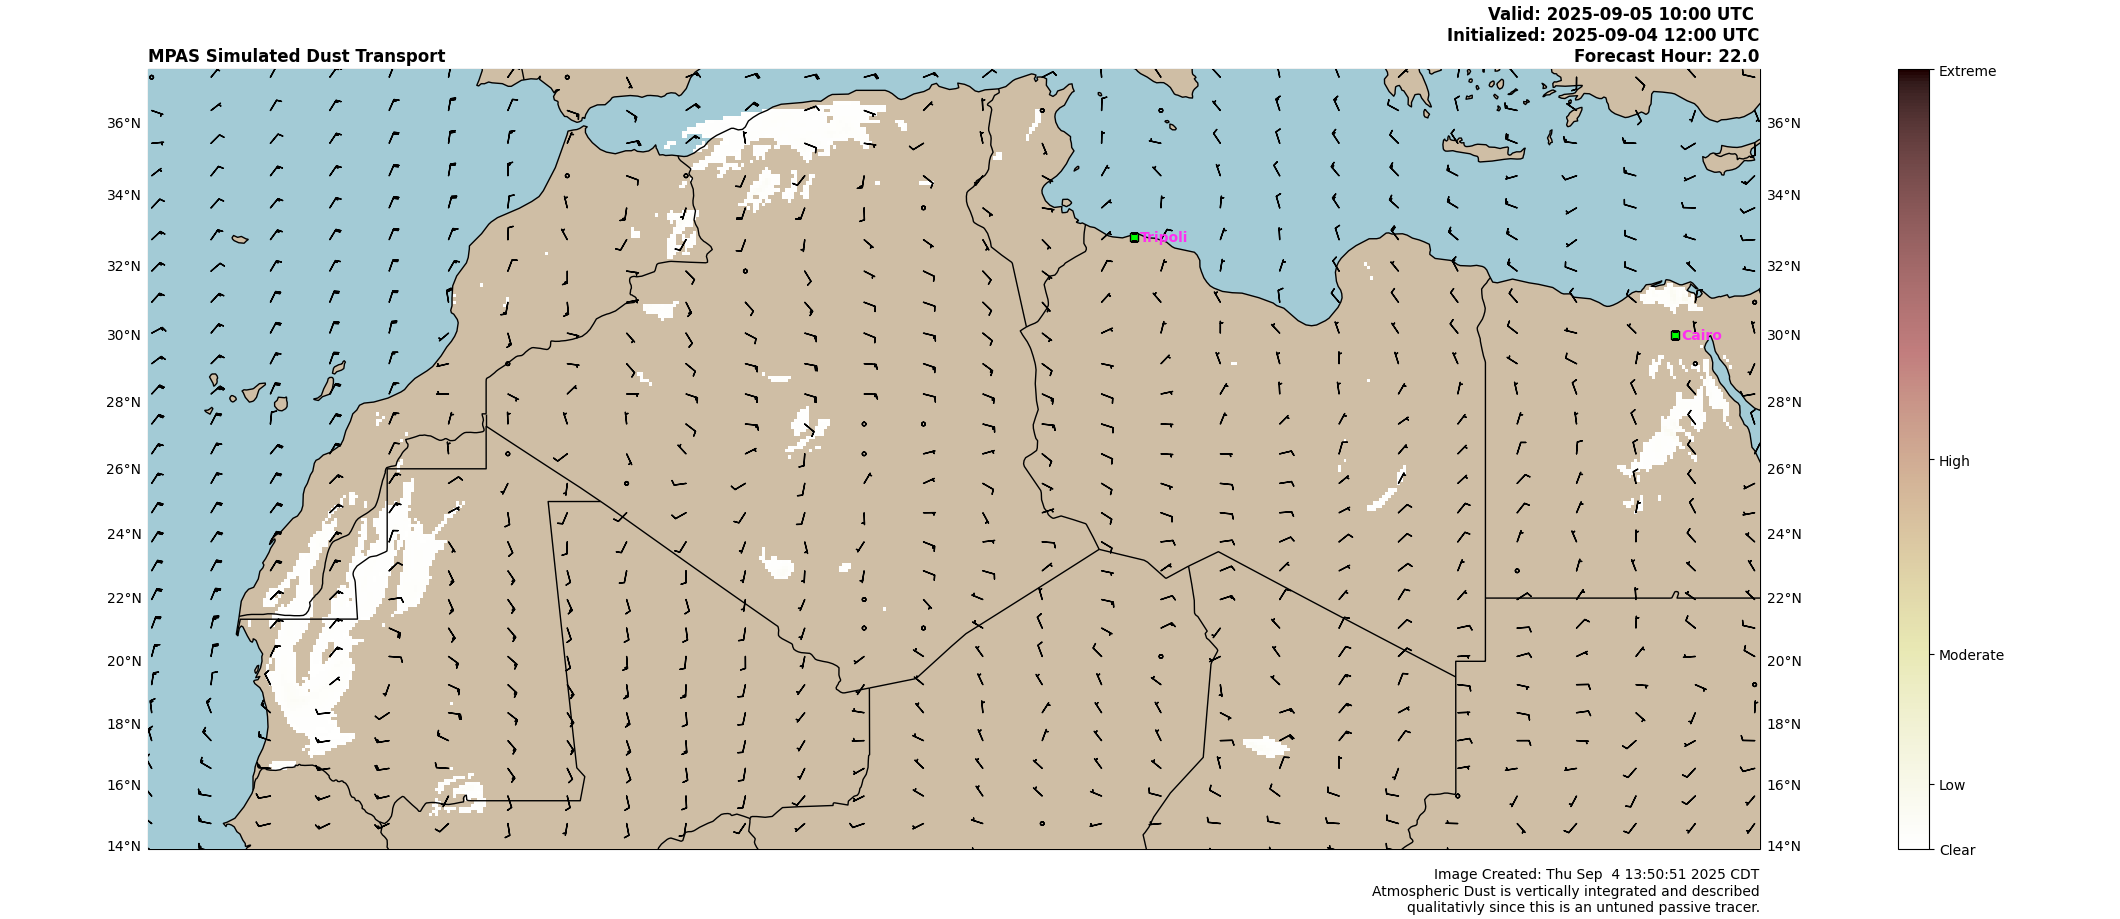 Valid: 2025-09-05 10:00 UTC
Initialized: 2025-09-04 12:00 UTC
MPAS Simulated Dust Transport
Forecast Hour: 22.0
Extreme
36°N
36°N
34°N
34°N
Tripoli
32°N
32°N
30°N
Cairo
30°N
28°N
28°N
26°N
High
26°N
24°N
24°N
22°N
22°N
20°N
Moderate
20°N
18°N
18°N
16°N
Low
16°N
14°N
Clear
14°N
Image Created: Thu Sep  4 13:50:51 2025 CDT
Atmospheric Dust is vertically integrated and described
qualitativly since this is an untuned passive tracer.